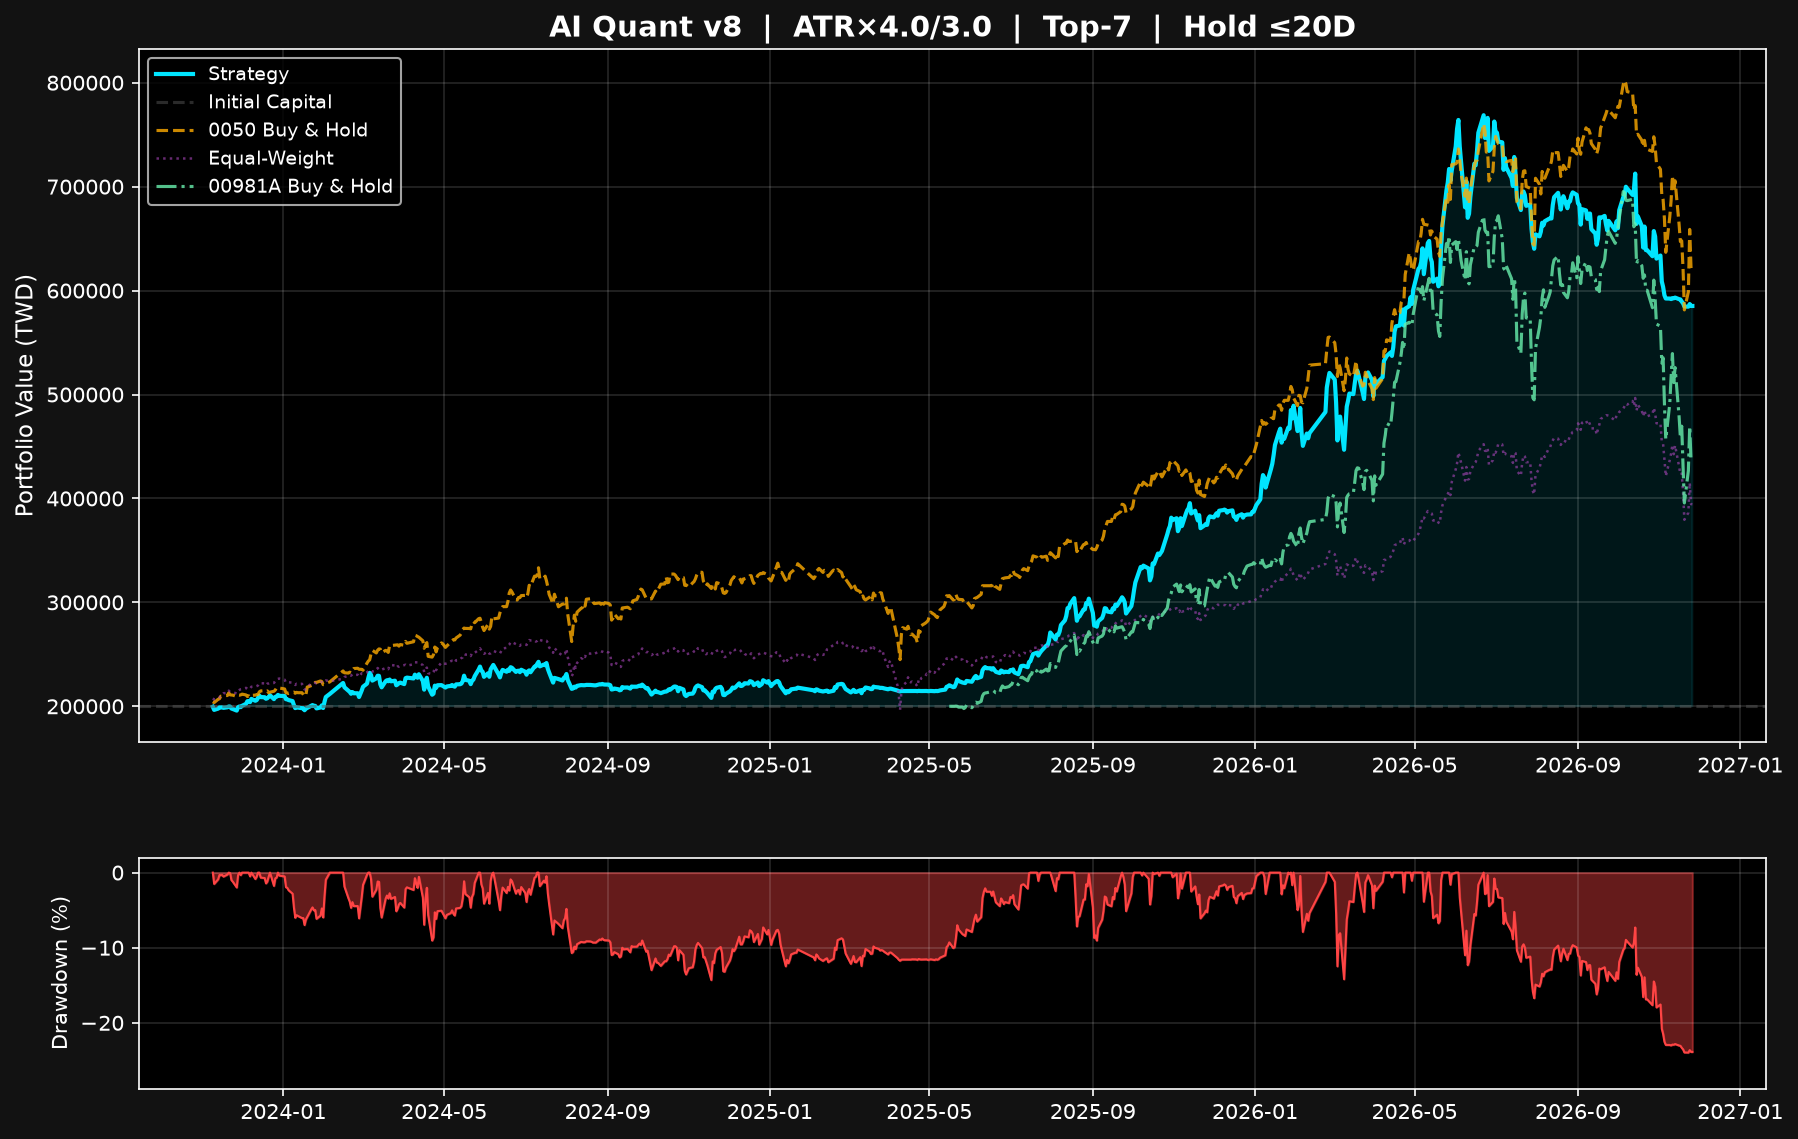 AI Quant v8  |  ATR×4.0/3.0  |  Top-7  |  Hold ≤20D
Strategy
Initial Capital
0050 Buy & Hold
Equal-Weight
00981A Buy & Hold
Portfolio Value (TWD)
800000
700000
600000
500000
400000
300000
200000
2024-01 2024-05 2024-09 2025-01 2025-05 2025-09 2026-01 2026-05 2026-09 2027-01
Drawdown (%)
0
−10
−20
2024-01 2024-05 2024-09 2025-01 2025-05 2025-09 2026-01 2026-05 2026-09 2027-01